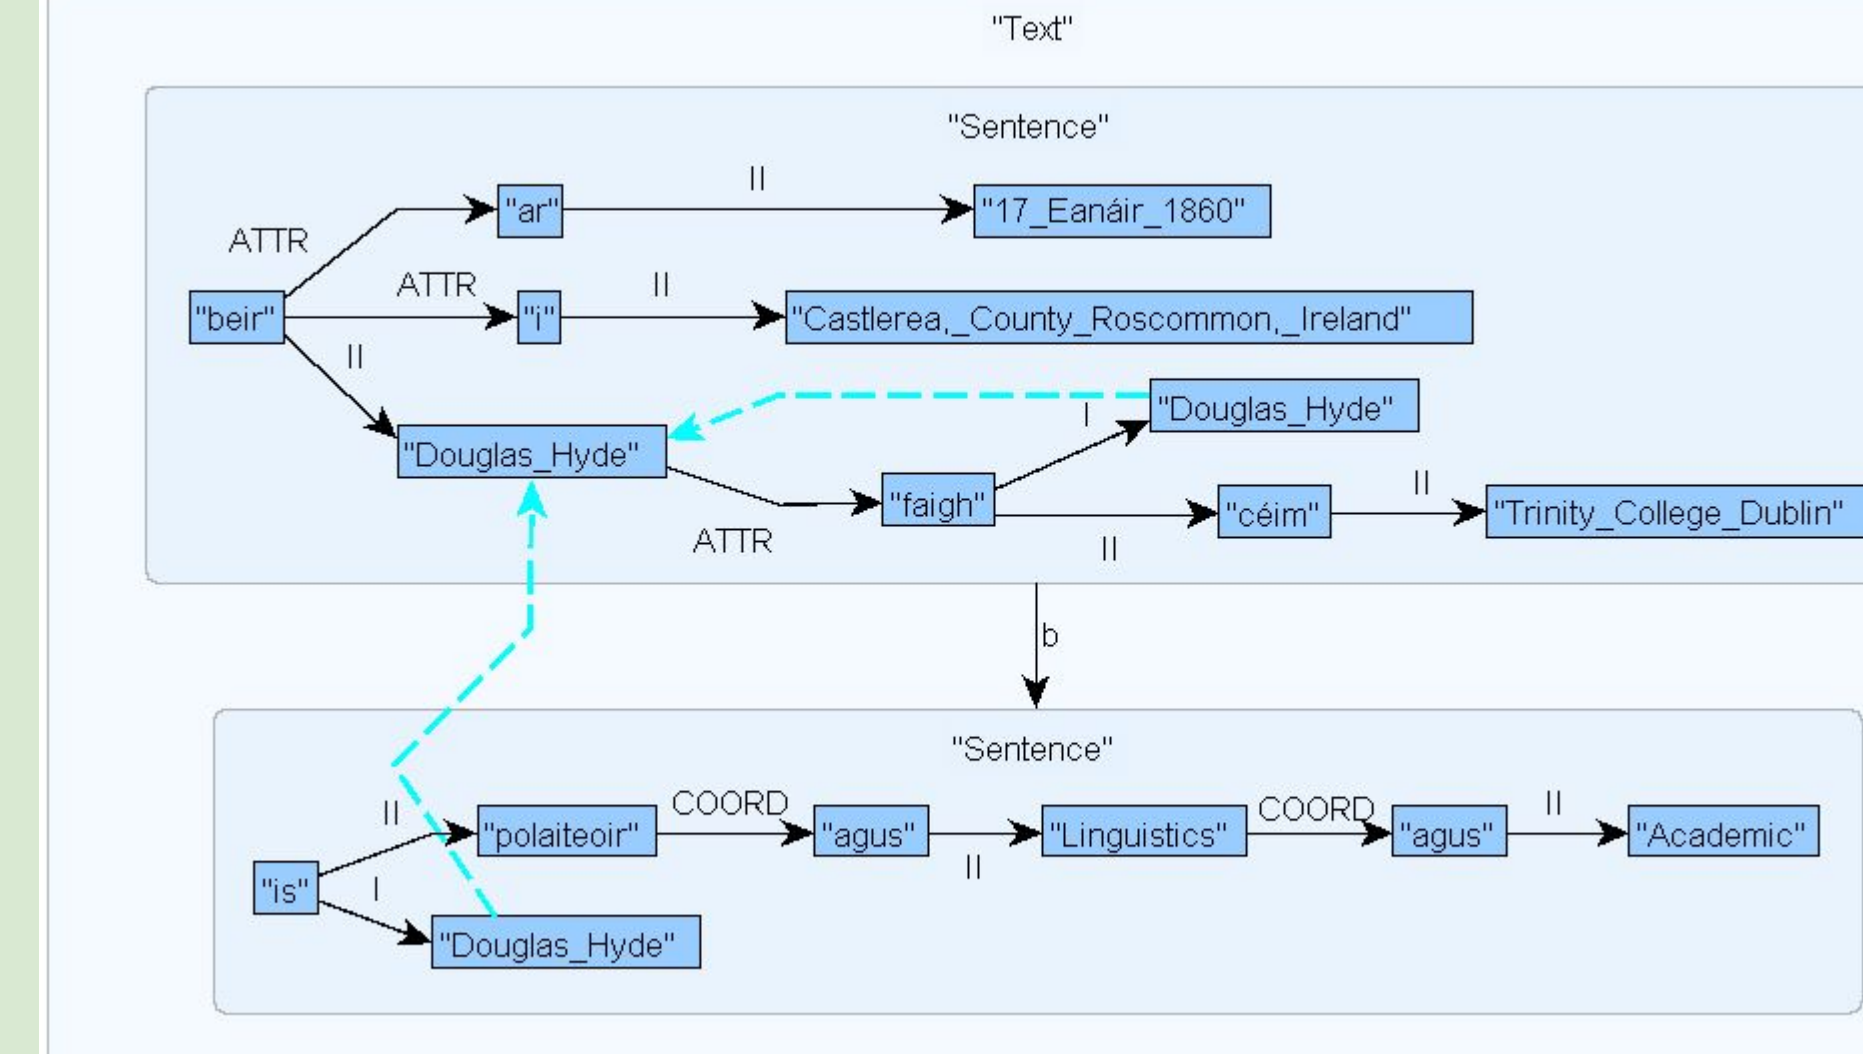 "Text"
"Sentence"
II
"ar"
"17_Eanáir_1860"
ATTR
ATTR
II
"beir"
"i"
"Castlerea,_County_Roscommon,_Ireland"
II
"Douglas_Hyde"
I
"Douglas_Hyde"
"faigh"
II
"céim"
"Trinity_College_Dublin"
ATTR
II
b
"Sentence"
II
COORD
COORD
II
"polaiteoir"
"agus"
"Linguistics"
"agus"
"Academic"
II
"is"
I
"Douglas_Hyde"